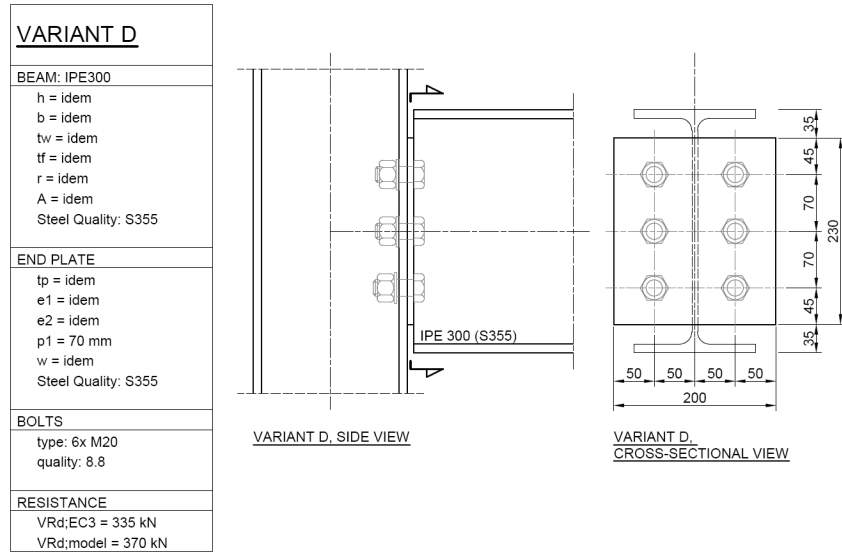 VARIANT D
BEAM: IPE300
h = idem
b = idem
tw = idem
tf = idem
r = idem
A = idem
Steel Quality: S355
END PLATE
tp = idem
e1 = idem
e2 = idem
p1 = 70 mm
w = idem
Steel Quality: S355
BOLTS
type: 6x M20
quality: 8.8
RESISTANCE
VRd;EC3 = 335 kN
VRd;model = 370 kN
IPE 300 (S355)
VARIANT D, SIDE VIEW
35
45
70
70
45
35
230
50 50 50 50
200
VARIANT D,
CROSS-SECTIONAL VIEW